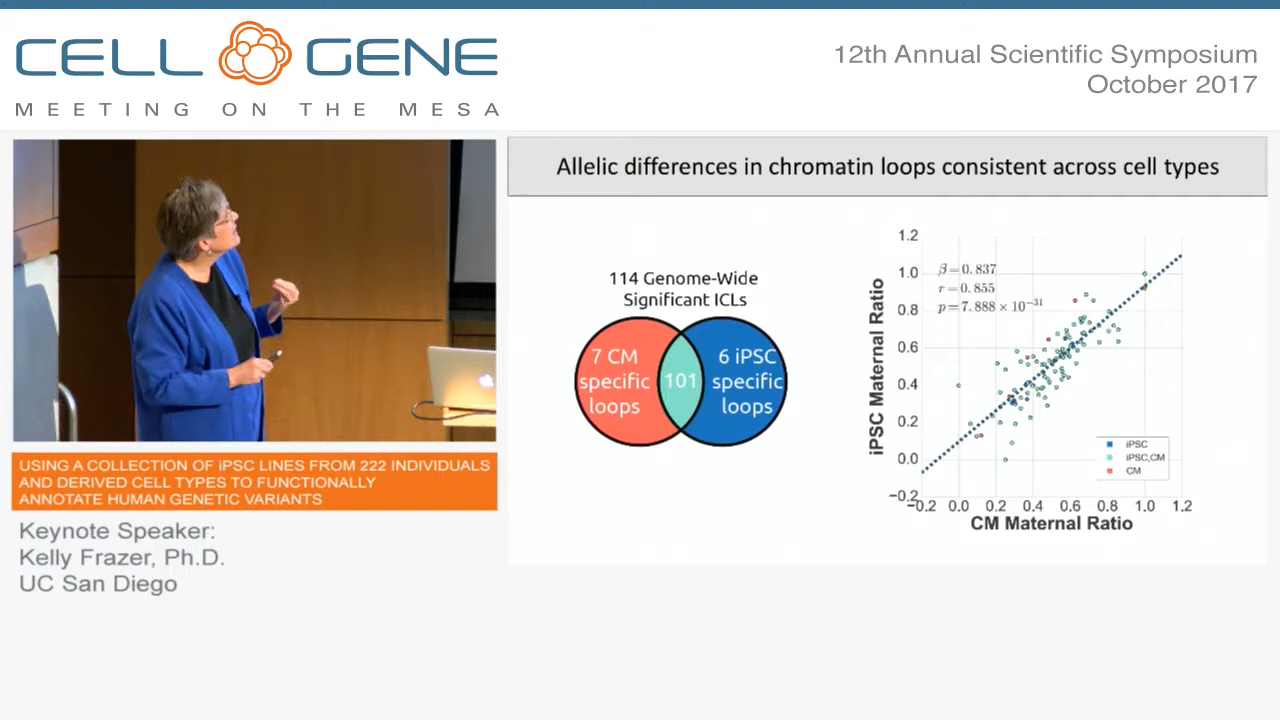 CELL GENE
MEETING ON THE MESA
12th Annual Scientific Symposium
October 2017
Allelic differences in chromatin loops consistent across cell types
114 Genome-Wide
Significant ICLs
7 CM
specific
loops
101
6 iPSC
specific
loops
iPSC Maternal Ratio
1.2
1.0
0.8
0.6
0.4
0.2
0.0
−0.2
β = 0.837
r = 0.855
p = 7.888 × 10⁻³¹
iPSC
iPSC,CM
CM
−0.2 0.0 0.2 0.4 0.6 0.8 1.0 1.2
CM Maternal Ratio
USING A COLLECTION OF iPSC LINES FROM 222 INDIVIDUALS
AND DERIVED CELL TYPES TO FUNCTIONALLY
ANNOTATE HUMAN GENETIC VARIANTS
Keynote Speaker:
Kelly Frazer, Ph.D.
UC San Diego